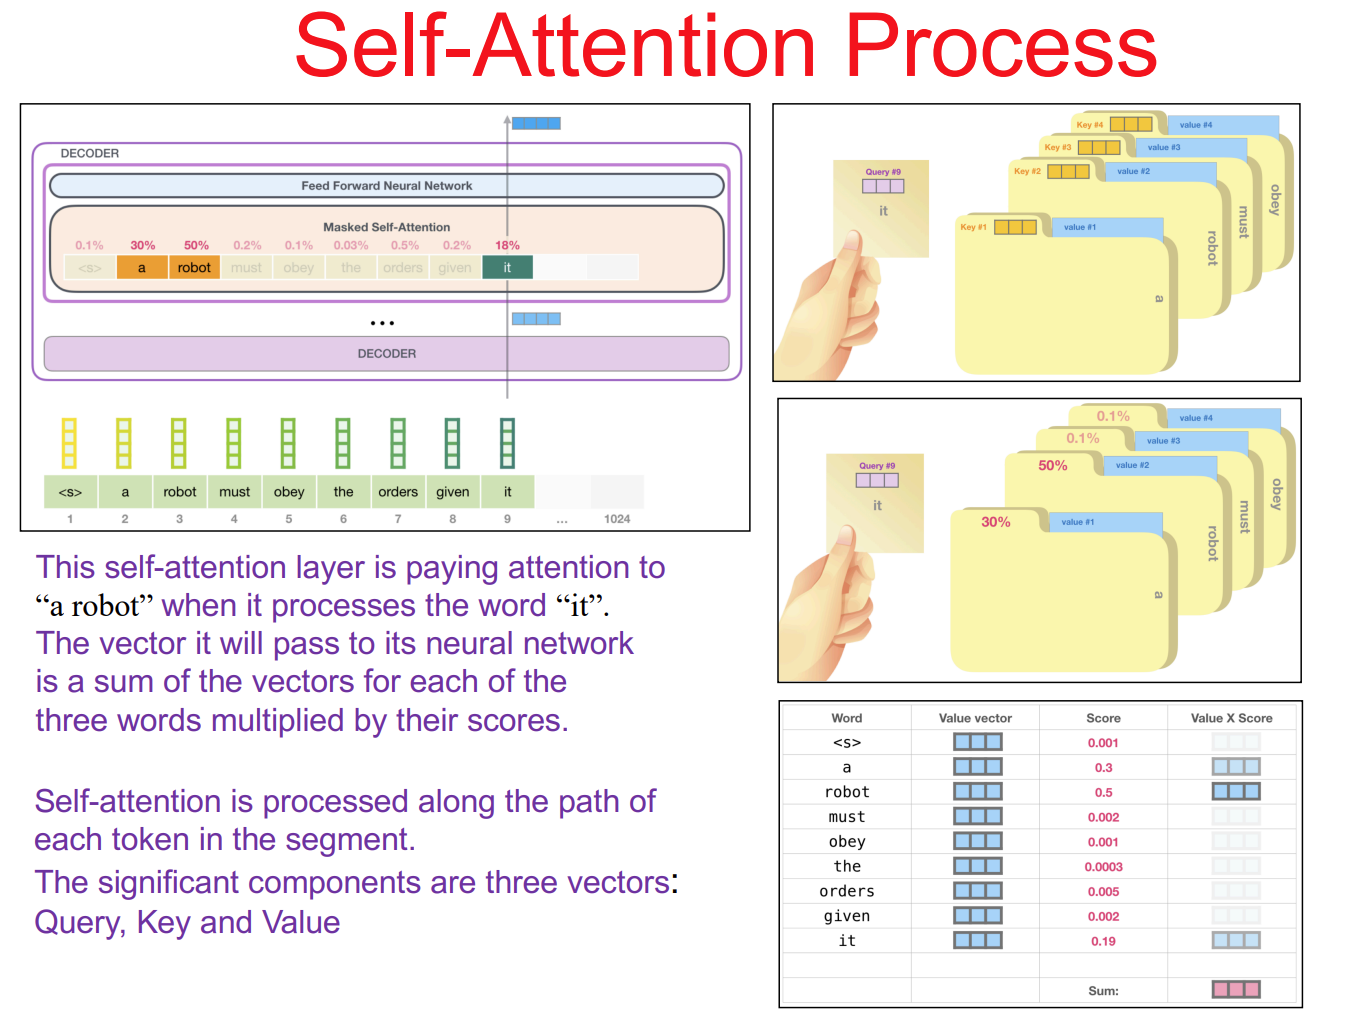 Self-Attention Process
DECODER
Feed Forward Neural Network
Masked Self-Attention
0.1% 30% 50% 0.2% 0.1% 0.03% 0.5% 0.2% 18%
<s> a robot must obey the orders given it
...
DECODER
<s> a robot must obey the orders given it
1 2 3 4 5 6 7 8 9 ... 1024
This self-attention layer is paying attention to
“a robot” when it processes the word “it”.
The vector it will pass to its neural network
is a sum of the vectors for each of the
three words multiplied by their scores.
Self-attention is processed along the path of
each token in the segment.
The significant components are three vectors:
Query, Key and Value
Query #9
it
Key #4 value #4
Key #3 value #3
Key #2 value #2
Key #1 value #1
a
robot
must
obey
Query #9
it
0.1% value #4
0.1% value #3
50% value #2
30% value #1
a
robot
must
obey
Word Value vector Score Value X Score
<s> 0.001
a 0.3
robot 0.5
must 0.002
obey 0.001
the 0.0003
orders 0.005
given 0.002
it 0.19
Sum: